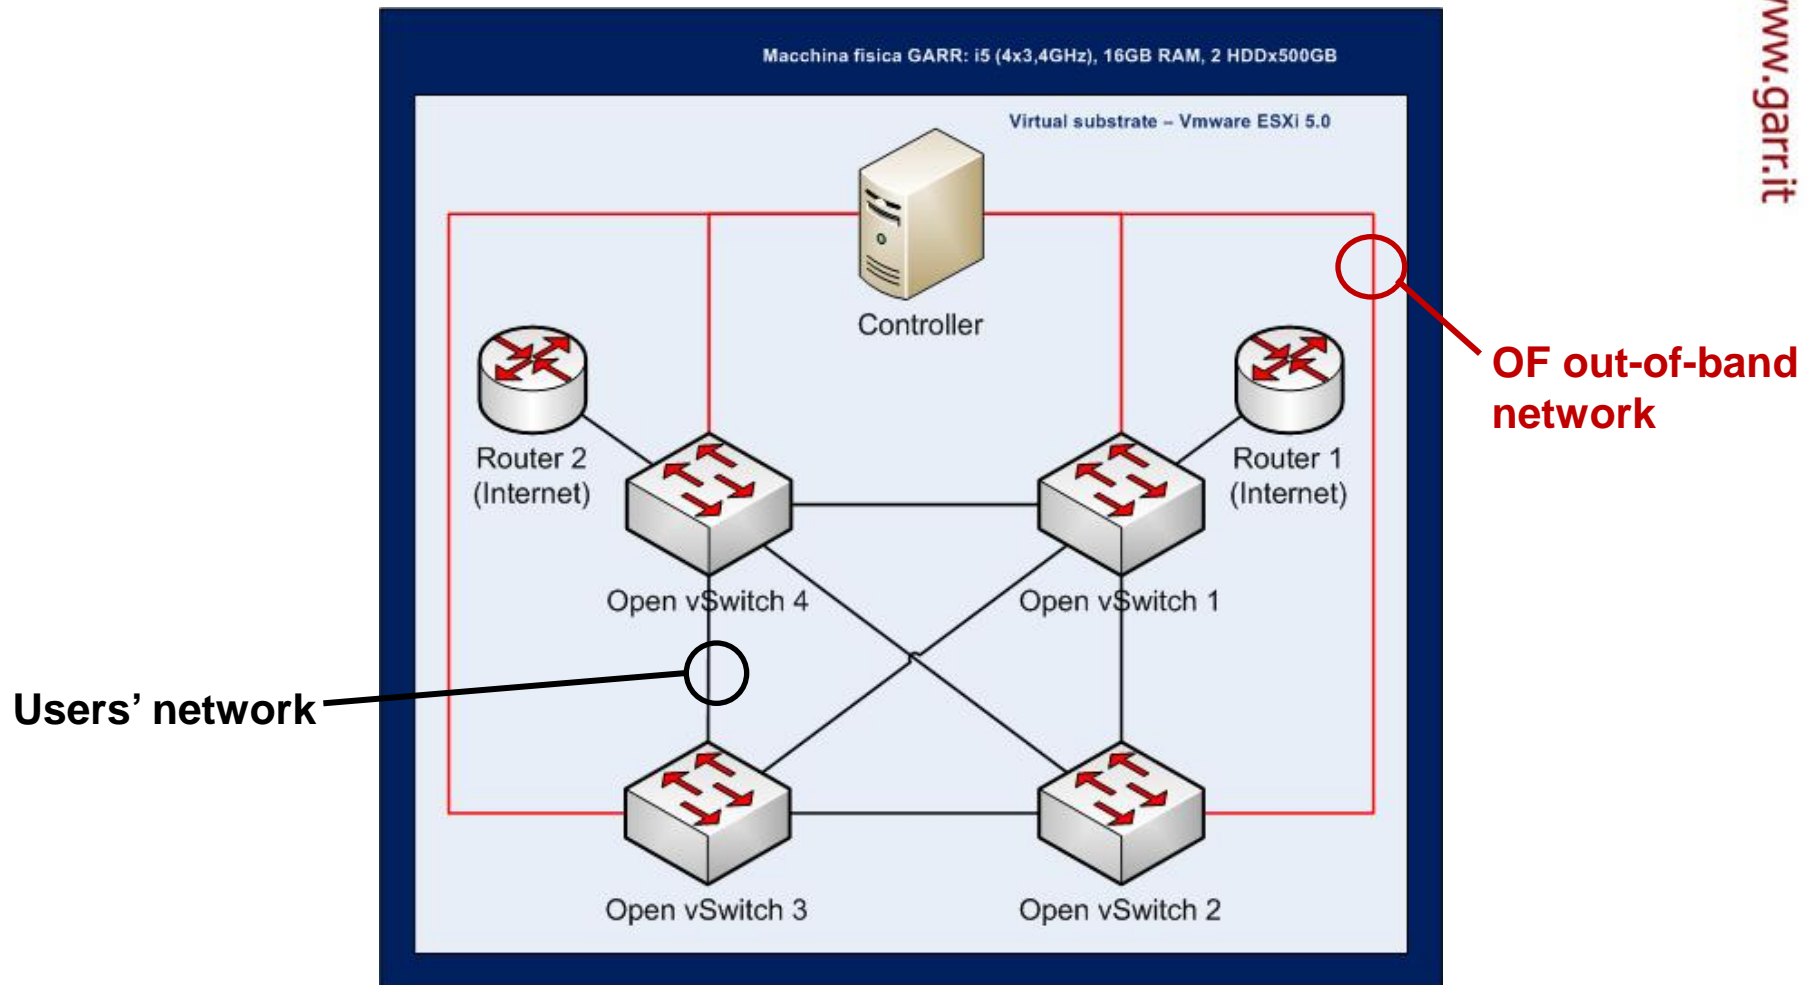 Macchina fisica GARR: i5 (4x3,4GHz), 16GB RAM, 2 HDDx500GB
Virtual substrate – Vmware ESXi 5.0
Controller
Router 2
(Internet)
Router 1
(Internet)
OF out-of-band
network
Open vSwitch 4
Open vSwitch 1
Users’ network
Open vSwitch 3
Open vSwitch 2
www.garr.it